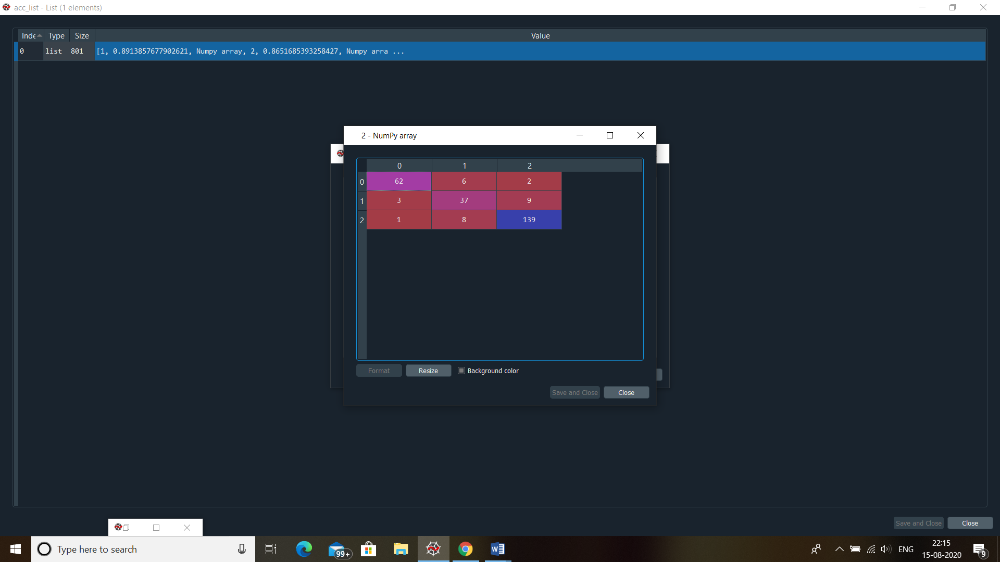 acc_list - List (1 elements)
Inde Type Size Value
0 list 801 [1, 0.8913857677902621, Numpy array, 2, 0.8651685393258427, Numpy arra ...
2 - NumPy array
0 1 2
0 62 6 2
1 3 37 9
2 1 8 139
Format Resize Background color
Save and Close Close
Save and Close Close
Type here to search
99+
W
ENG
22:15
15-08-2020
9